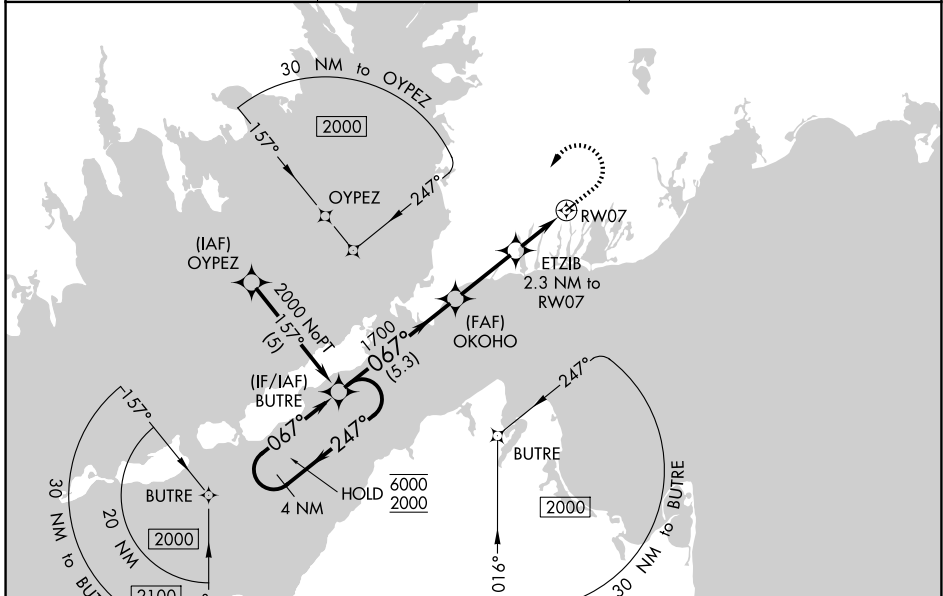 30 NM to OYPEZ
2000
157°
247°
OYPEZ
RW07
(IAF)
OYPEZ
ETZIB
2.3 NM to
RW07
2000 NoPT
157°
(5)
(FAF)
OKOHO
1700
067°
(5.3)
(IF/IAF)
BUTRE
067°
247°
HOLD
6000
2000
4 NM
157°
BUTRE
20 NM
2000
30 NM to
2100
247°
BUTRE
2000
016°
30 NM to BUTRE